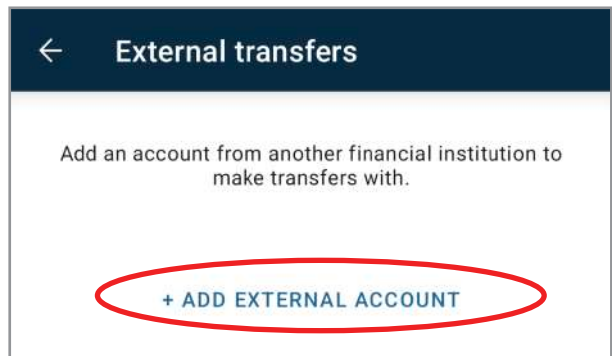 External transfers
Add an account from another financial institution to
make transfers with.
+ ADD EXTERNAL ACCOUNT